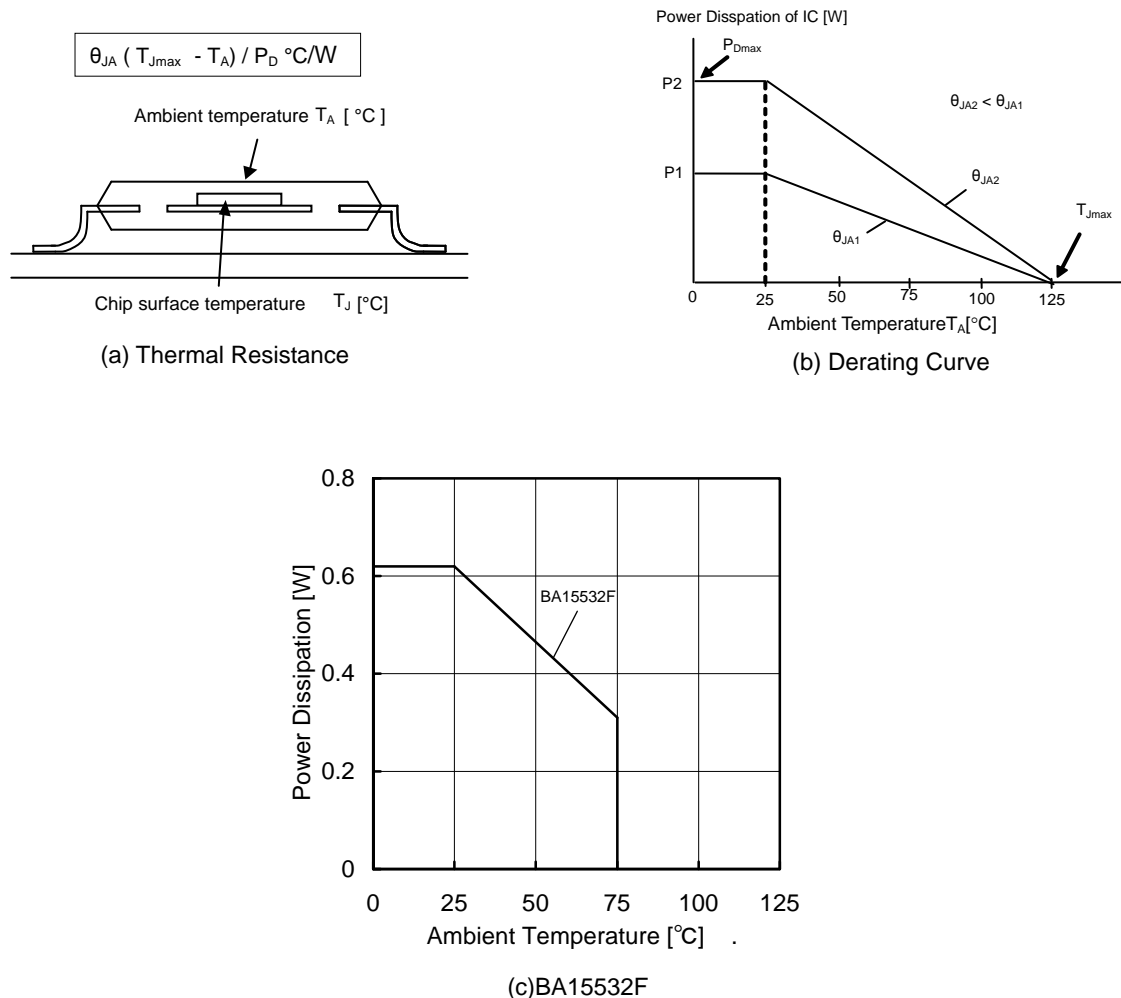 θJA ( TJmax - TA) / PD °C/W
Ambient temperature TA [ °C ]
Chip surface temperature TJ [°C]
(a) Thermal Resistance
Power Disspation of IC [W]
PDmax
P2
θJA2 < θJA1
P1
θJA2
TJmax
θJA1
0 25 50 75 100 125
Ambient TemperatureTA[°C]
(b) Derating Curve
0.8
0.6
0.4
0.2
0
Power Dissipation [W]
BA15532F
0 25 50 75 100 125
Ambient Temperature [°C] .
(c)BA15532F